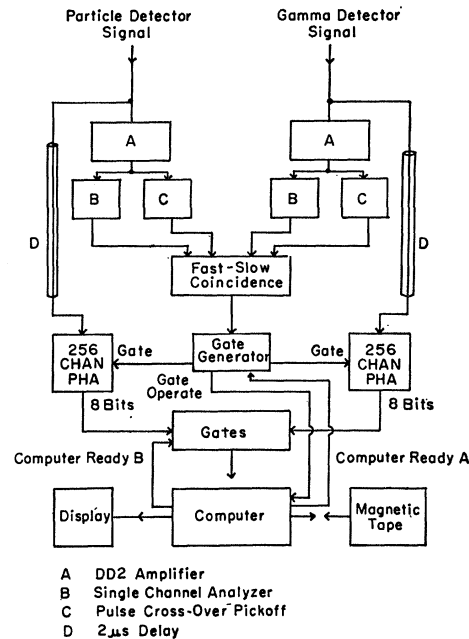 Particle Detector
Signal
Gamma Detector
Signal
A
A
B
C
B
C
D
D
Fast-Slow
Coincidence
256
CHAN
PHA
Gate
Gate
Generator
Gate
256
CHAN
PHA
Gate
Operate
8 Bits
8 Bits
Gates
Computer Ready B
Computer Ready A
Display
Computer
Magnetic
Tape
A DD2 Amplifier
B Single Channel Analyzer
C Pulse Cross-Over Pickoff
D 2μs Delay